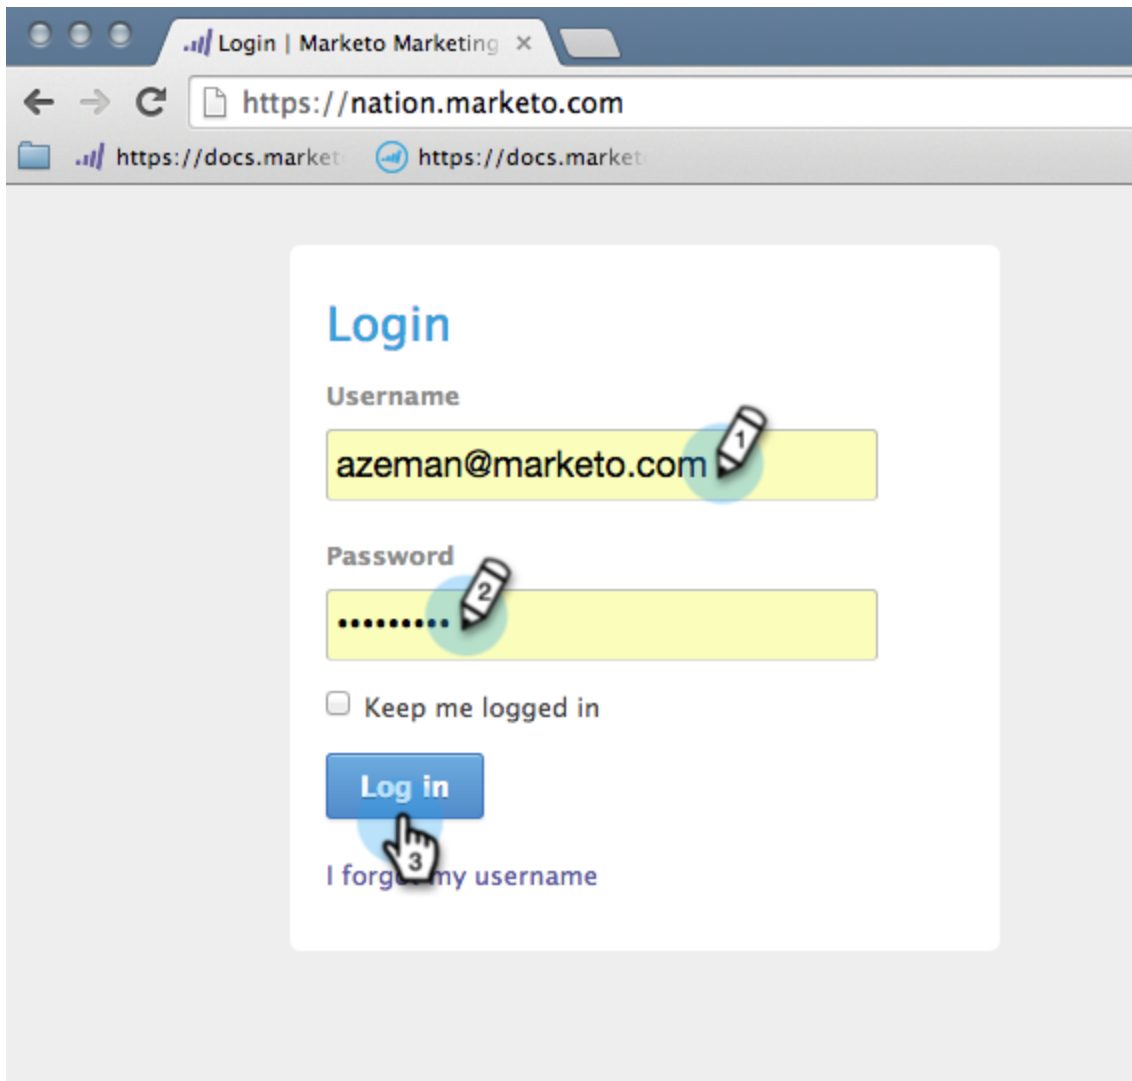 Login | Marketo Marketing
https://nation.marketo.com
https://docs.market
https://docs.market
Login
Username
azeman@marketo.com
1
Password
•••••••••
2
Keep me logged in
Log in
3
I forgot my username